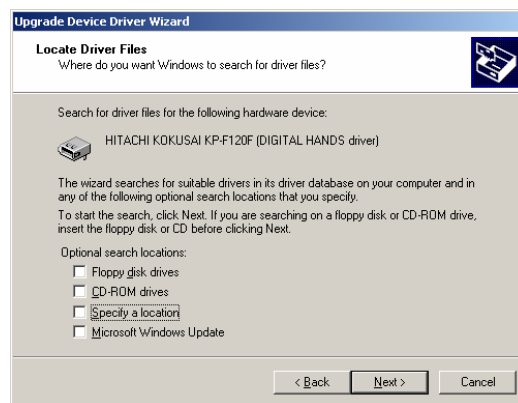 Upgrade Device Driver Wizard
Locate Driver Files
Where do you want Windows to search for driver files?
Search for driver files for the following hardware device:
HITACHI KOKUSAI KP-F120F (DIGITAL HANDS driver)
The wizard searches for suitable drivers in its driver database on your computer and in
any of the following optional search locations that you specify.
To start the search, click Next. If you are searching on a floppy disk or CD-ROM drive,
insert the floppy disk or CD before clicking Next.
Optional search locations:
Floppy disk drives
CD-ROM drives
Specify a location
Microsoft Windows Update
< Back Next > Cancel